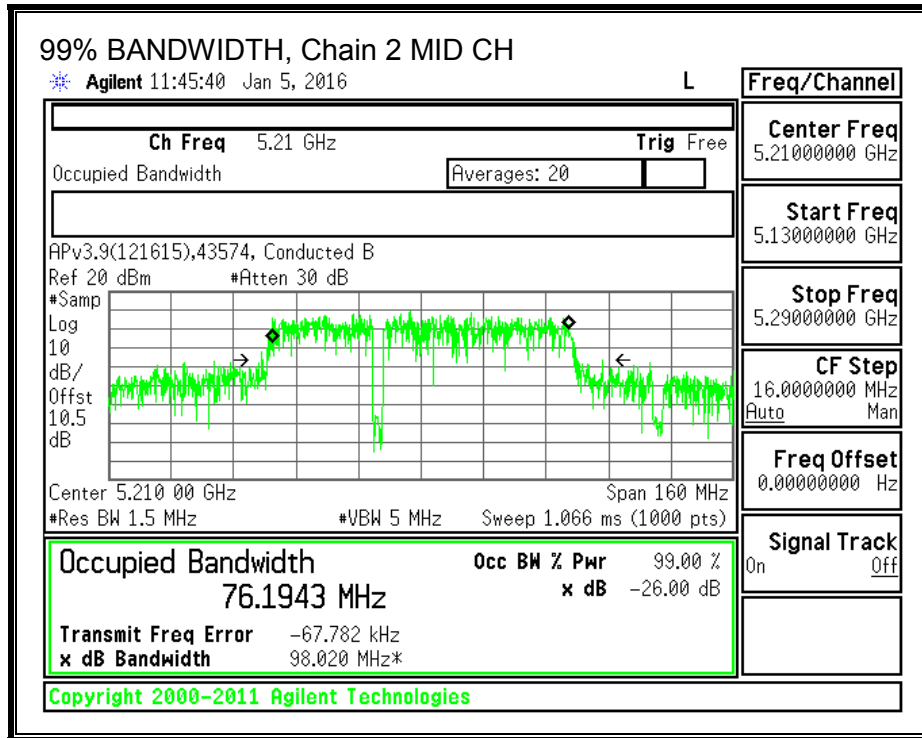 99% BANDWIDTH, Chain 2 MID CH
Agilent 11:45:40 Jan 5, 2016 L
Freq/Channel
Ch Freq 5.21 GHz Trig Free
Occupied Bandwidth Averages: 20
Center Freq
5.21000000 GHz
Start Freq
5.13000000 GHz
Stop Freq
5.29000000 GHz
CF Step
16.0000000 MHz
Auto Man
Freq Offset
0.00000000 Hz
Signal Track
On Off
APv3.9(121615),43574, Conducted B
Ref 20 dBm #Atten 30 dB
#Samp
Log
10
dB/
Offst
10.5
dB
Center 5.210 00 GHz Span 160 MHz
#Res BW 1.5 MHz #VBW 5 MHz Sweep 1.066 ms (1000 pts)
Occupied Bandwidth
76.1943 MHz
Occ BW % Pwr 99.00 %
x dB -26.00 dB
Transmit Freq Error -67.782 kHz
x dB Bandwidth 98.020 MHz*
Copyright 2000-2011 Agilent Technologies